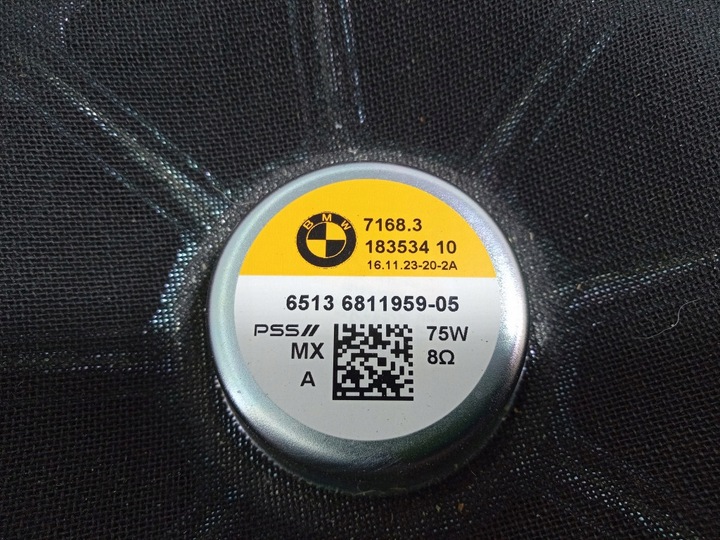 BMW
7168.3
183534 10
16.11.23-20-2A
6513 6811959-05
PSS//
75W
MX
8Ω
A